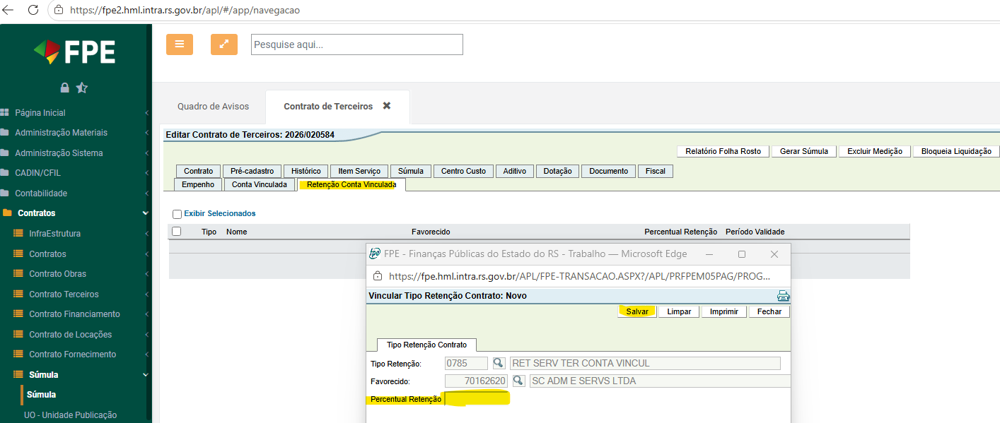 https://fpe2.hml.intra.rs.gov.br/apl/#/app/navegacao
FPE
Pesquise aqui...
Página Inicial
Administração Materiais
Administração Sistema
CADIN/CFIL
Contabilidade
Contratos
InfraEstrutura
Contratos
Contrato Obras
Contrato Terceiros
Contrato Financiamento
Contrato de Locações
Contrato Fornecimento
Súmula
Súmula
UO - Unidade Publicação
Quadro de Avisos Contrato de Terceiros
Editar Contrato de Terceiros: 2026/020584
Relatório Folha Rosto Gerar Súmula Excluir Medição Bloqueia Liquidação
Contrato Pré-cadastro Histórico Item Serviço Súmula Centro Custo Aditivo Dotação Documento Fiscal
Empenho Conta Vinculada Retenção Conta Vinculada
Exibir Selecionados
Tipo Nome Favorecido Percentual Retenção Período Validade
fpe FPE - Finanças Públicas do Estado do RS - Trabalho — Microsoft Edge
https://fpe.hml.intra.rs.gov.br/APL/FPE-TRANSACAO.ASPX?/APL/PRFPEM05PAG/PROG...
Vincular Tipo Retenção Contrato: Novo
Salvar Limpar Imprimir Fechar
Tipo Retenção Contrato
Tipo Retenção: 0785 RET SERV TER CONTA VINCUL
Favorecido: 70162620 SC ADM E SERVS LTDA
Percentual Retenção